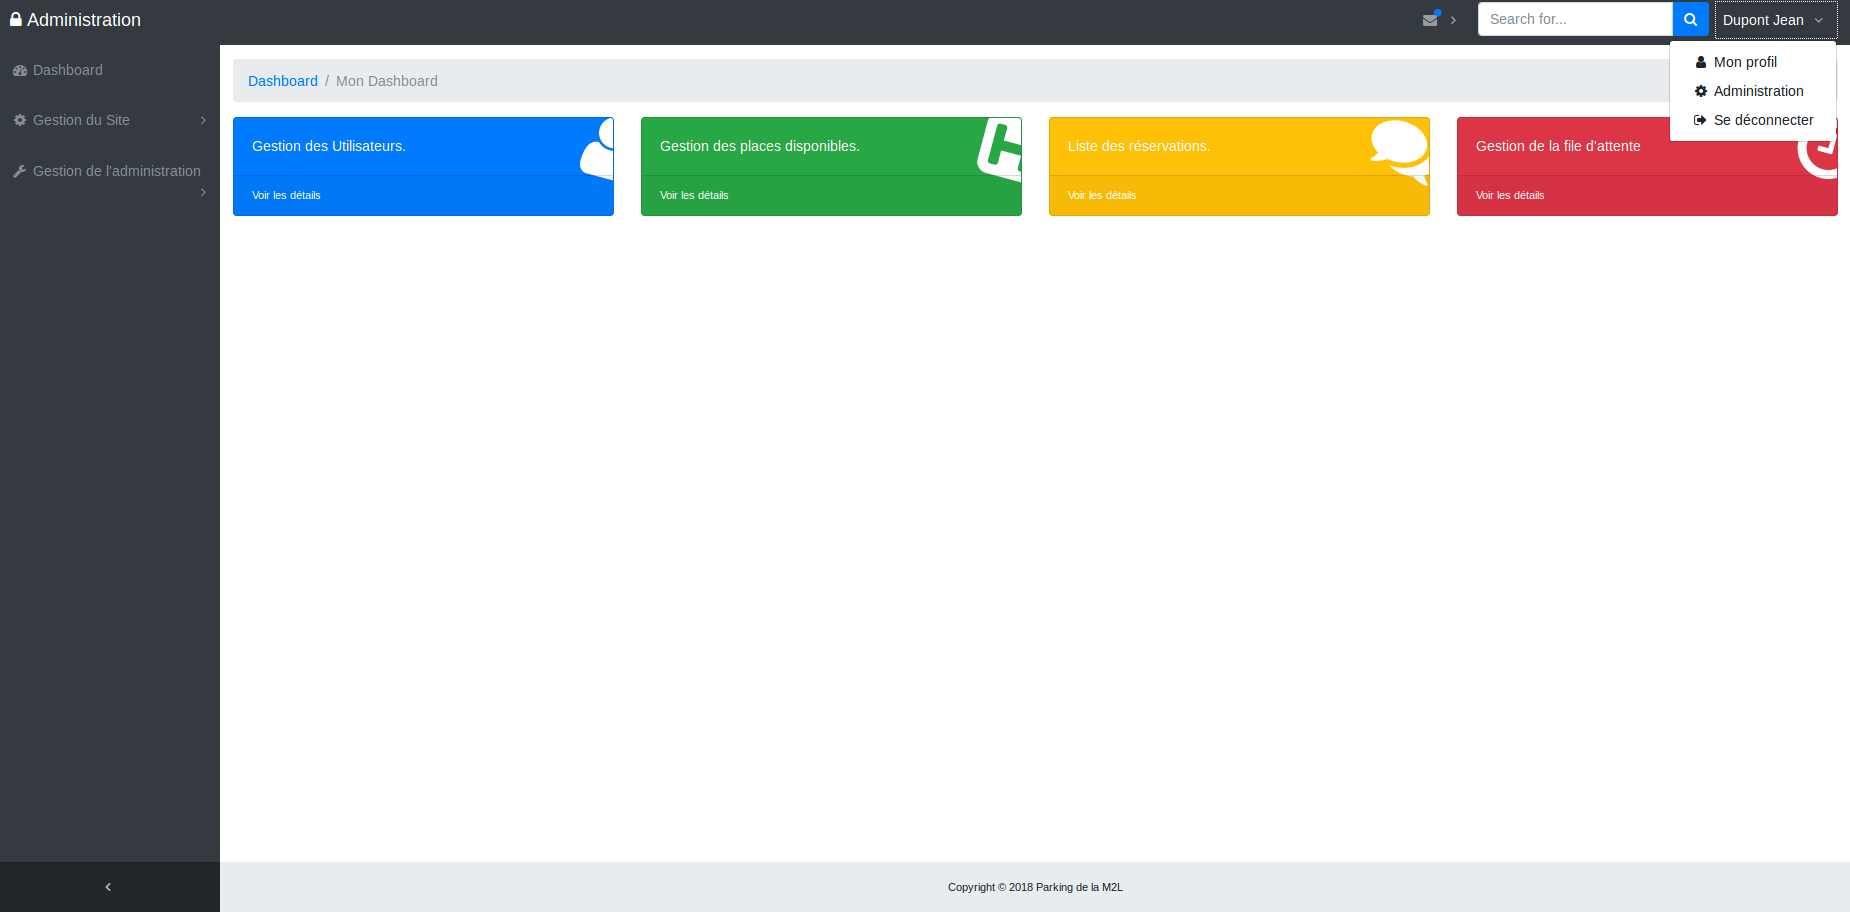 Administration
Search for...
Dupont Jean
Mon profil
Administration
Se déconnecter
Dashboard
Gestion du Site
Gestion de l'administration
Dashboard / Mon Dashboard
Gestion des Utilisateurs.
Voir les détails
Gestion des places disponibles.
Voir les détails
Liste des réservations.
Voir les détails
Gestion de la file d'attente
Voir les détails
Copyright © 2018 Parking de la M2L